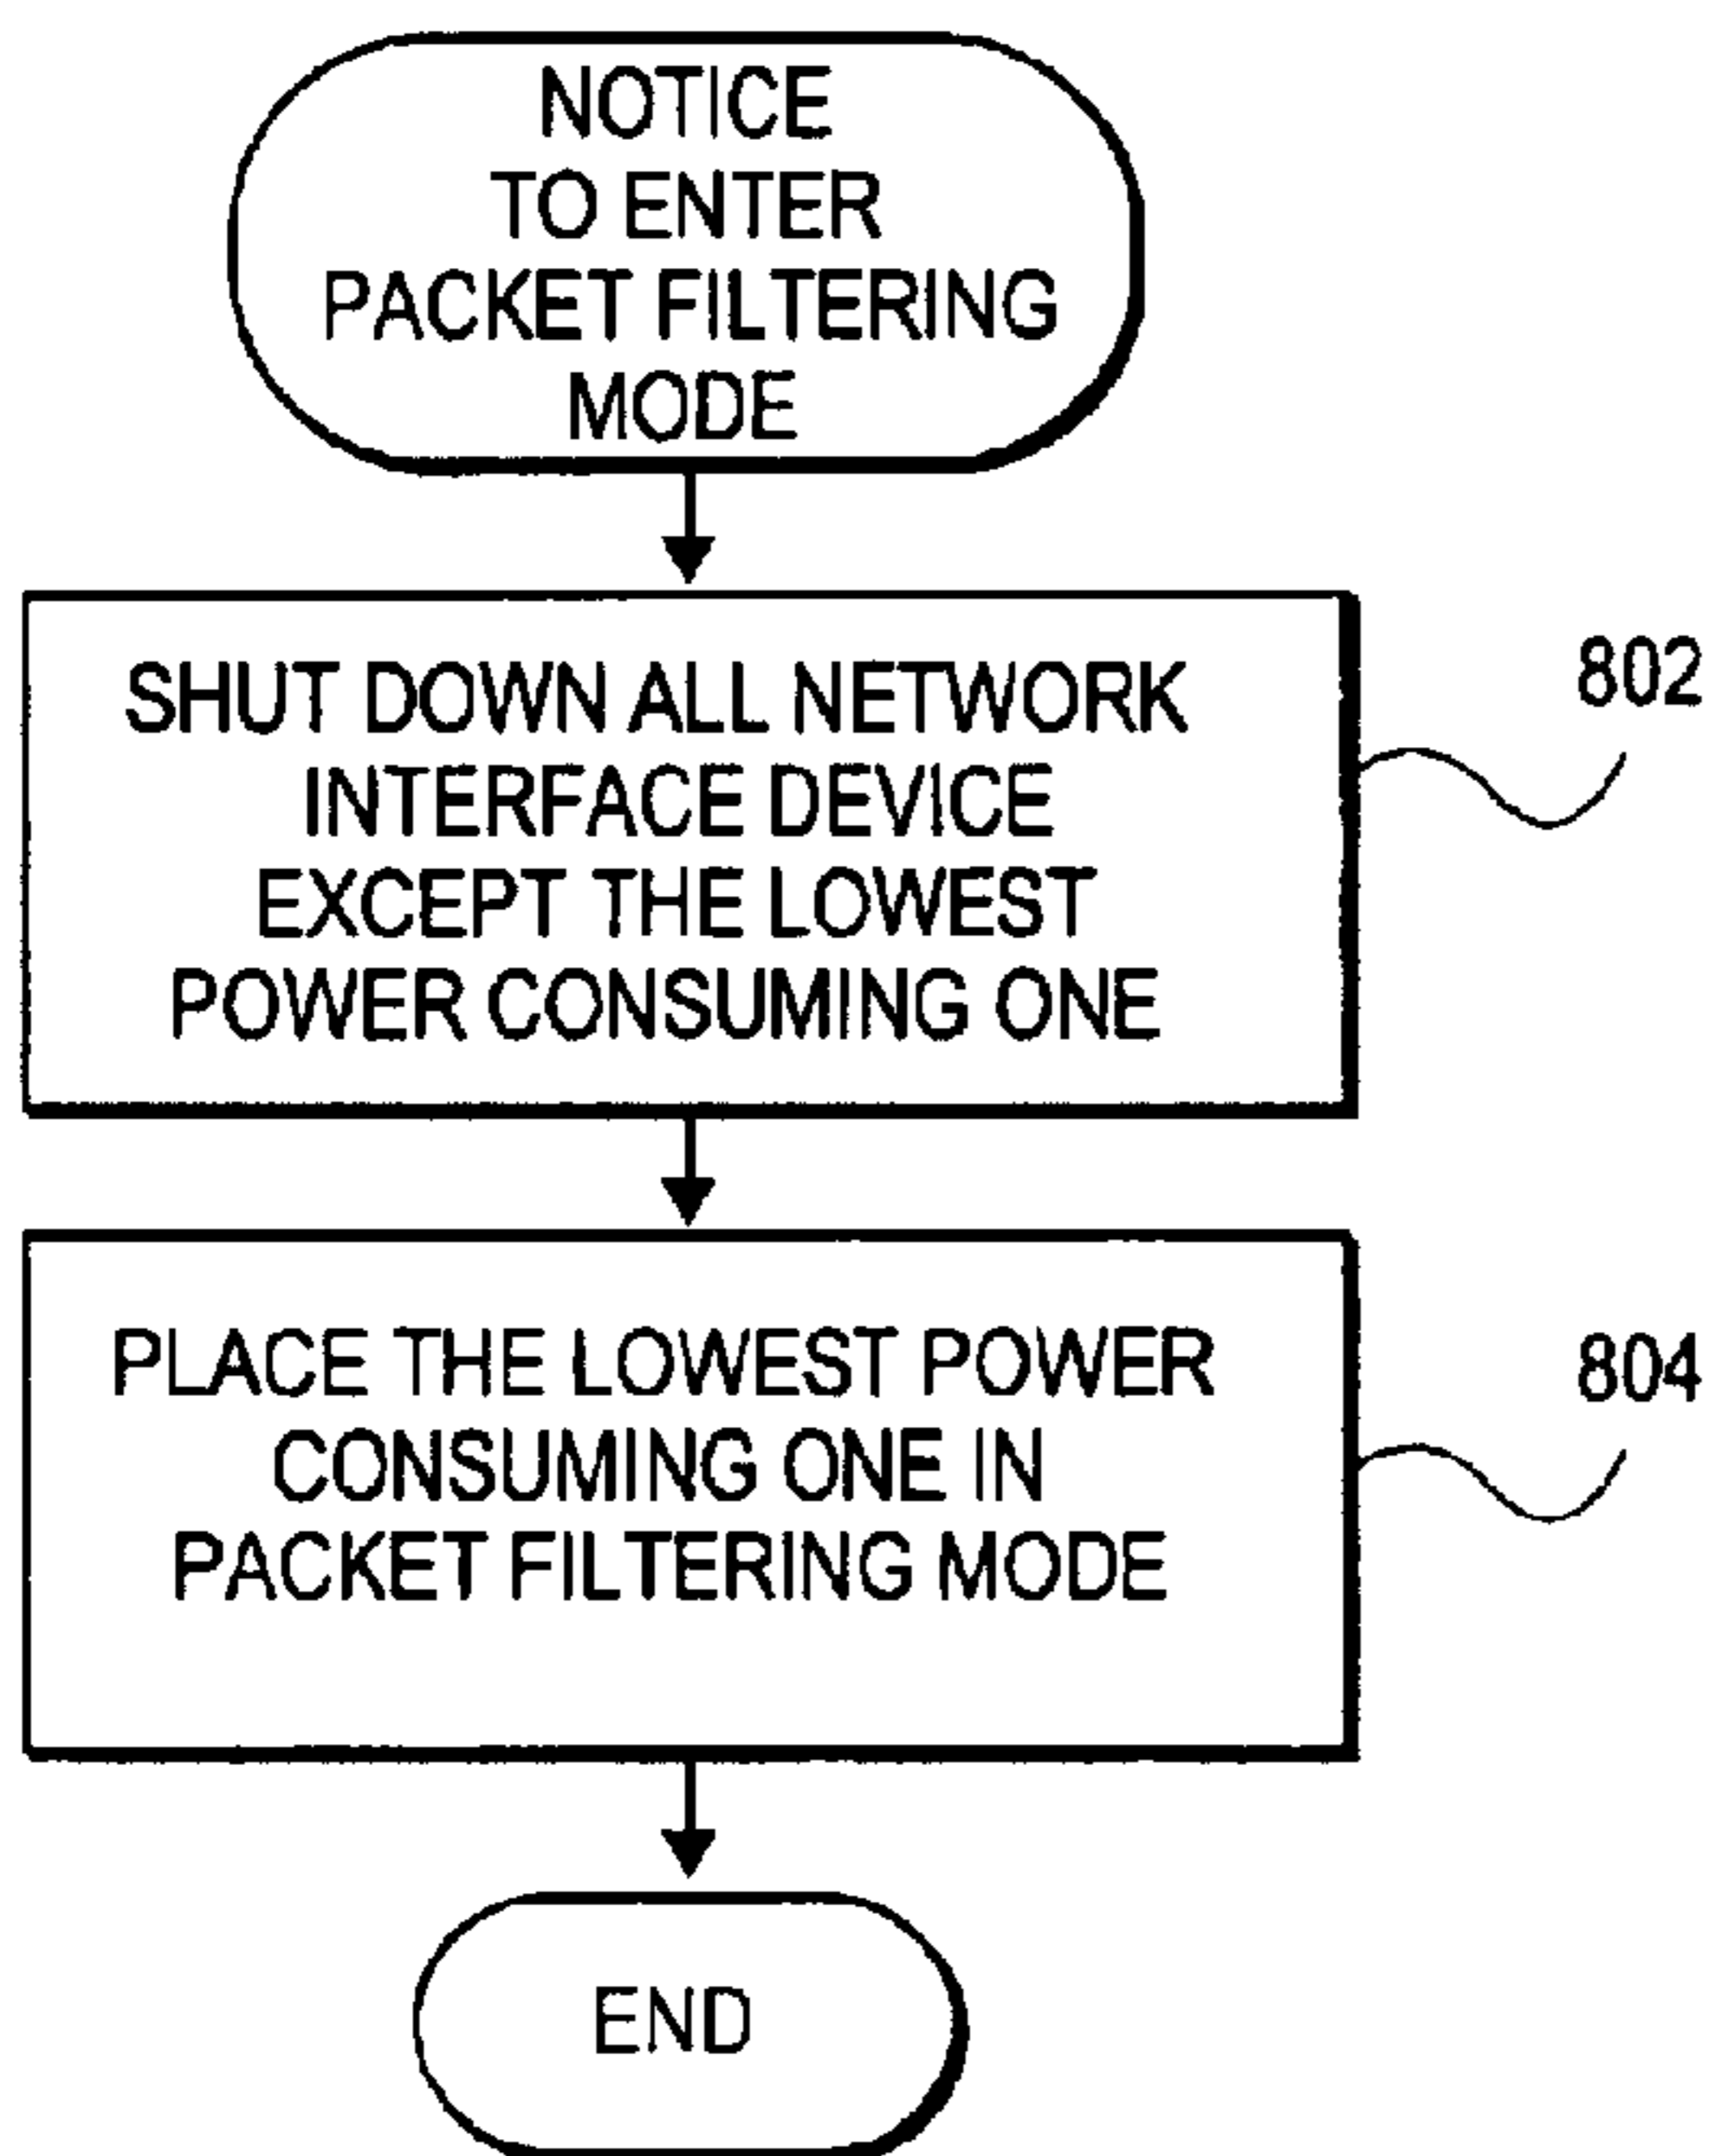 NOTICE
TO ENTER
PACKET FILTERING
MODE
SHUT DOWN ALL NETWORK
INTERFACE DEVICE
EXCEPT THE LOWEST
POWER CONSUMING ONE
802
PLACE THE LOWEST POWER
CONSUMING ONE IN
PACKET FILTERING MODE
804
END